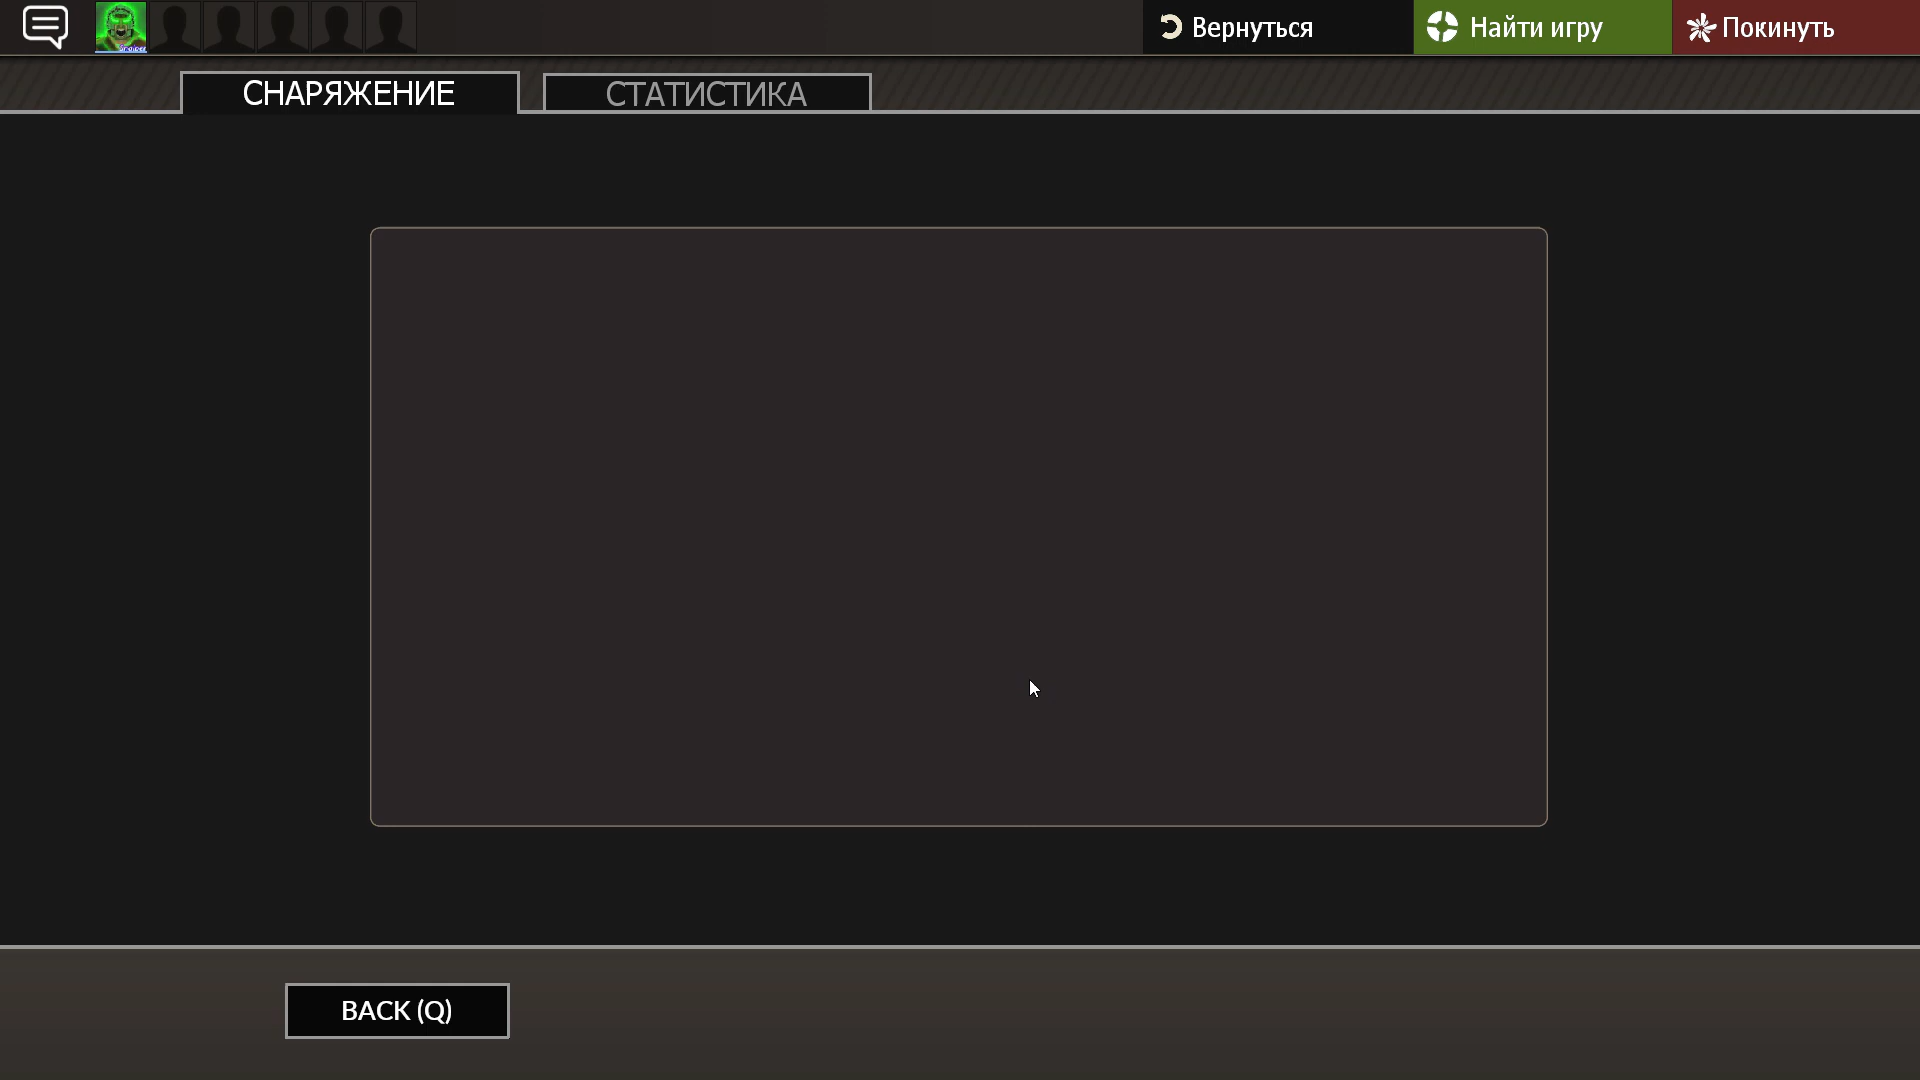 Вернуться
Найти игру
Покинуть
СНАРЯЖЕНИЕ
СТАТИСТИКА
BACK (Q)